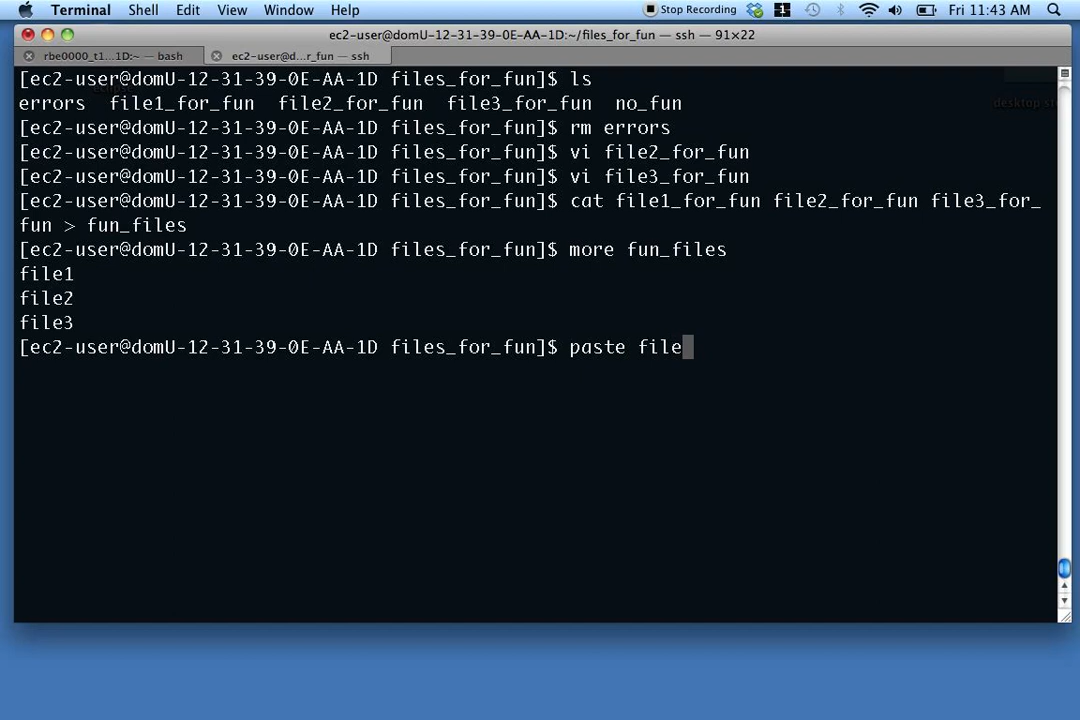 Terminal Shell Edit View Window Help Stop Recording 1 Fri 11:43 AM
ec2-user@domU-12-31-39-0E-AA-1D:~/files_for_fun — ssh — 91×22
rbe0000_t1...1D:~ — bash ec2-user@d...r_fun — ssh
[ec2-user@domU-12-31-39-0E-AA-1D files_for_fun]$ ls
errors  file1_for_fun  file2_for_fun  file3_for_fun  no_fun
[ec2-user@domU-12-31-39-0E-AA-1D files_for_fun]$ rm errors
[ec2-user@domU-12-31-39-0E-AA-1D files_for_fun]$ vi file2_for_fun
[ec2-user@domU-12-31-39-0E-AA-1D files_for_fun]$ vi file3_for_fun
[ec2-user@domU-12-31-39-0E-AA-1D files_for_fun]$ cat file1_for_fun file2_for_fun file3_for_
fun > fun_files
[ec2-user@domU-12-31-39-0E-AA-1D files_for_fun]$ more fun_files
file1
file2
file3
[ec2-user@domU-12-31-39-0E-AA-1D files_for_fun]$ paste file